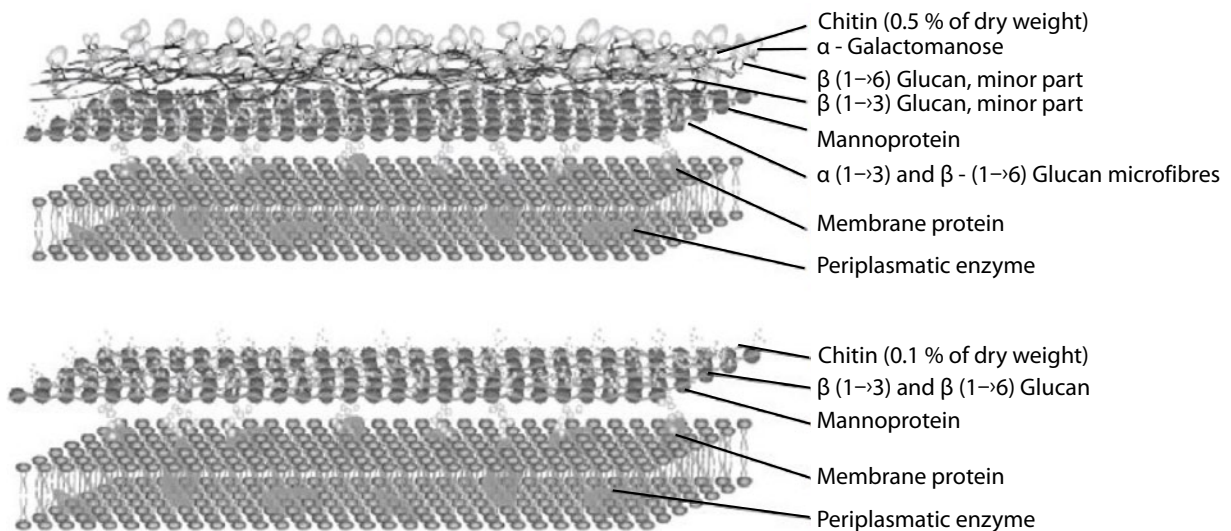 Chitin (0.5 % of dry weight)
α - Galactomanose
β (1→6) Glucan, minor part
β (1→3) Glucan, minor part
Mannoprotein
α (1→3) and β - (1→6) Glucan microfibres
Membrane protein
Periplasmatic enzyme
Chitin (0.1 % of dry weight)
β (1→3) and β (1→6) Glucan
Mannoprotein
Membrane protein
Periplasmatic enzyme